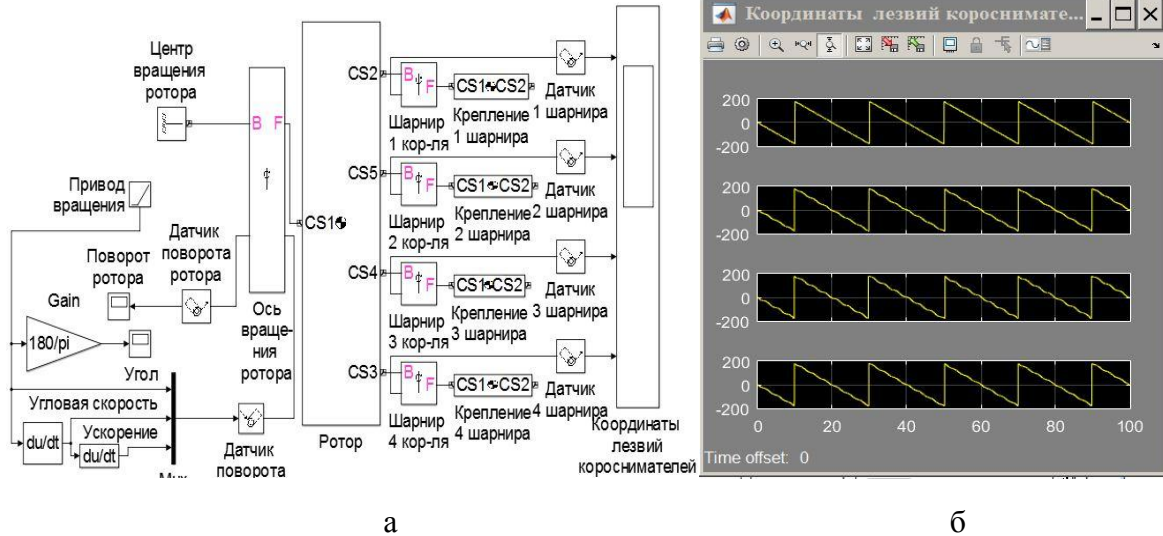 Центр
вращения
ротора
B F
Привод
вращения
Датчик
поворота
ротора
Поворот
ротора
Gain
180/pi
Угол
Угловая скорость
Ускорение
du/dt
du/dt
Датчик
поворота
Ось
враще-
ния
ротора
CS1
CS2
CS5
CS4
CS3
Ротор
B F
CS1 CS2
Шарнир
1 кор-ля
Крепление
1 шарнира
Датчик
1 шарнира
B F
CS1 CS2
Шарнир
2 кор-ля
Крепление
2 шарнира
Датчик
2 шарнира
B F
CS1 CS2
Шарнир
3 кор-ля
Крепление
3 шарнира
Датчик
3 шарнира
B F
CS1 CS2
Шарнир
4 кор-ля
Крепление
4 шарнира
Датчик
4 шарнира
Координаты
лезвий
короснимателей
а
Координаты лезвий короснимате...
200
0
-200
200
0
-200
200
0
-200
200
0
-200
0 20 40 60 80 100
Time offset: 0
б